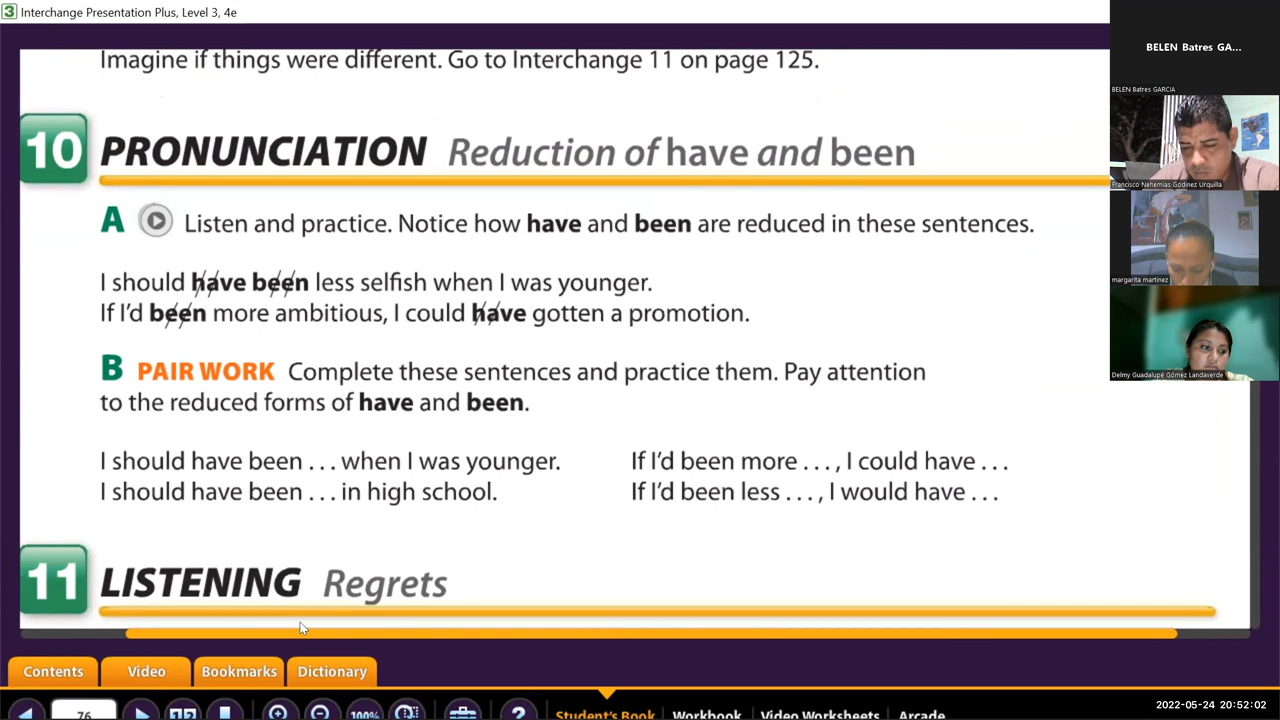 Interchange Presentation Plus, Level 3, 4e
Imagine if things were different. Go to Interchange 11 on page 125.
10 PRONUNCIATION Reduction of have and been
A Listen and practice. Notice how have and been are reduced in these sentences.
I should have been less selfish when I was younger.
If I'd been more ambitious, I could have gotten a promotion.
B PAIR WORK Complete these sentences and practice them. Pay attention
to the reduced forms of have and been.
I should have been . . . when I was younger.
I should have been . . . in high school.
If I'd been more . . . , I could have . . .
If I'd been less . . . , I would have . . .
11 LISTENING Regrets
Contents Video Bookmarks Dictionary
76 100% ? Student's Book Workbook Video Worksheets Arcade
BELEN Batres GA...
BELEN Batres GARCIA
Francisco Nehemias Godinez Urquilla
margarita martinez
Delmy Guadalupe Gómez Landaverde
2022-05-24 20:52:02